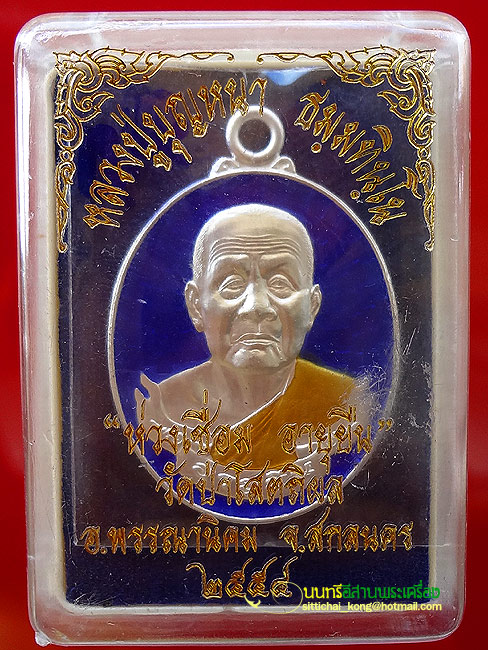 หลวงปู่บุญหนา ธมฺมทินฺโน
“ห่วงเชื่อม อายุยืน”
วัดป่าโสตถิผล
อ.พรรณานิคม จ.สกลนคร
๒๕๕๔
นนทรีอีสานพระเครื่อง
sittichai_kong@hotmail.com